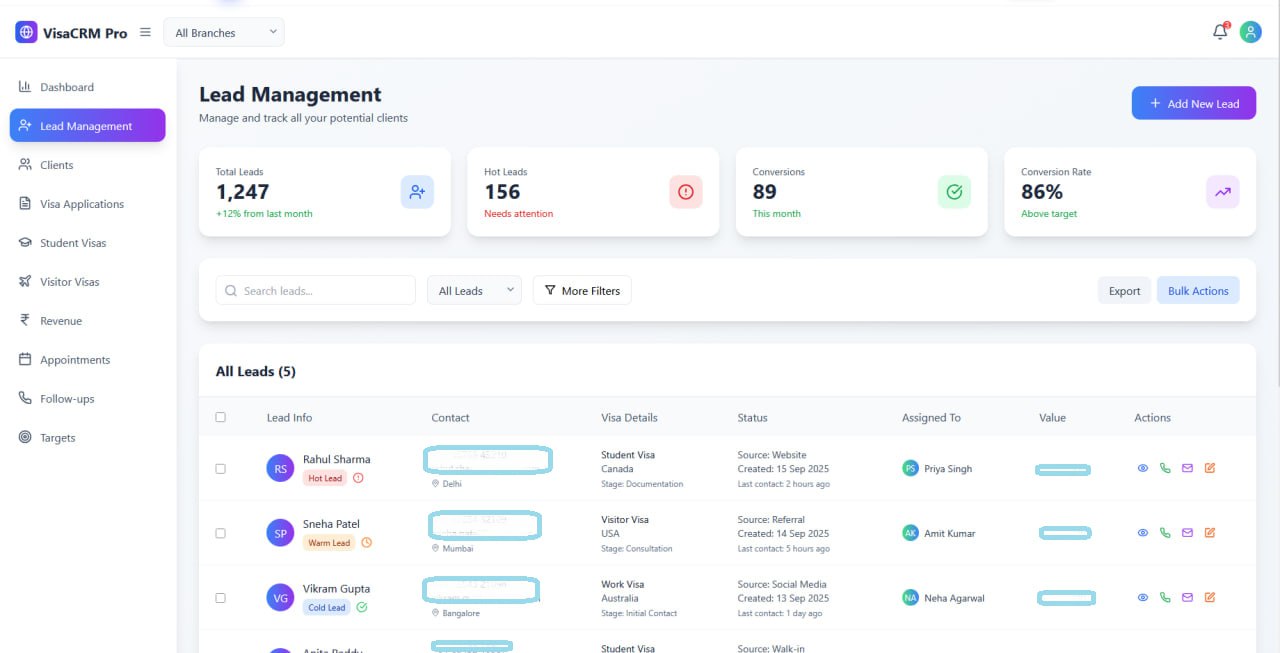 VisaCRM Pro
All Branches
3
Dashboard
Lead Management
Clients
Visa Applications
Student Visas
Visitor Visas
Revenue
Appointments
Follow-ups
Targets
Lead Management
Manage and track all your potential clients
Add New Lead
Total Leads
1,247
+12% from last month
Hot Leads
156
Needs attention
Conversions
89
This month
Conversion Rate
86%
Above target
Search leads...
All Leads
More Filters
Export
Bulk Actions
All Leads (5)
Lead Info Contact Visa Details Status Assigned To Value Actions
RS
Rahul Sharma
Hot Lead
Delhi
Student Visa
Canada
Stage: Documentation
Source: Website
Created: 15 Sep 2025
Last contact: 2 hours ago
PS Priya Singh
SP
Sneha Patel
Warm Lead
Mumbai
Visitor Visa
USA
Stage: Consultation
Source: Referral
Created: 14 Sep 2025
Last contact: 5 hours ago
AK Amit Kumar
VG
Vikram Gupta
Cold Lead
Bangalore
Work Visa
Australia
Stage: Initial Contact
Source: Social Media
Created: 13 Sep 2025
Last contact: 1 day ago
NA Neha Agarwal
Anita Reddy
Student Visa
Source: Walk-in